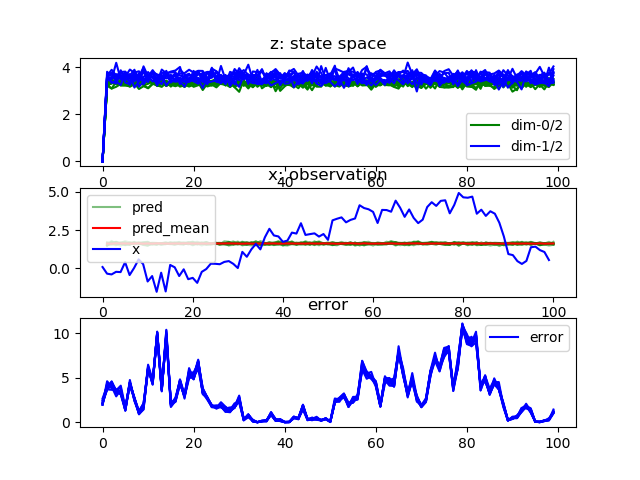 z: state space
4
2
0
dim-0/2
dim-1/2
0 20 40 60 80 100
x: observation
5.0
2.5
0.0
pred
pred_mean
x
0 20 40 60 80 100
error
10
5
0
error
0 20 40 60 80 100